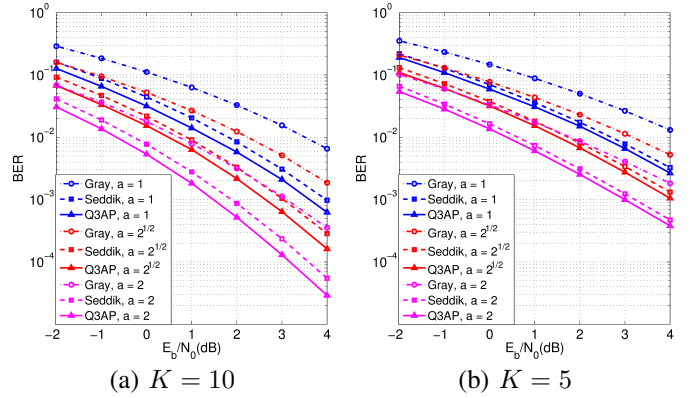 10^0
10^-1
10^-2
10^-3
10^-4
BER
Gray, a = 1
Seddik, a = 1
Q3AP, a = 1
Gray, a = 2^1/2
Seddik, a = 2^1/2
Q3AP, a = 2^1/2
Gray, a = 2
Seddik, a = 2
Q3AP, a = 2
−2 −1 0 1 2 3 4
E_b/N_0(dB)
(a) K = 10
10^0
10^-1
10^-2
10^-3
10^-4
BER
Gray, a = 1
Seddik, a = 1
Q3AP, a = 1
Gray, a = 2^1/2
Seddik, a = 2^1/2
Q3AP, a = 2^1/2
Gray, a = 2
Seddik, a = 2
Q3AP, a = 2
−2 −1 0 1 2 3 4
E_b/N_0(dB)
(b) K = 5